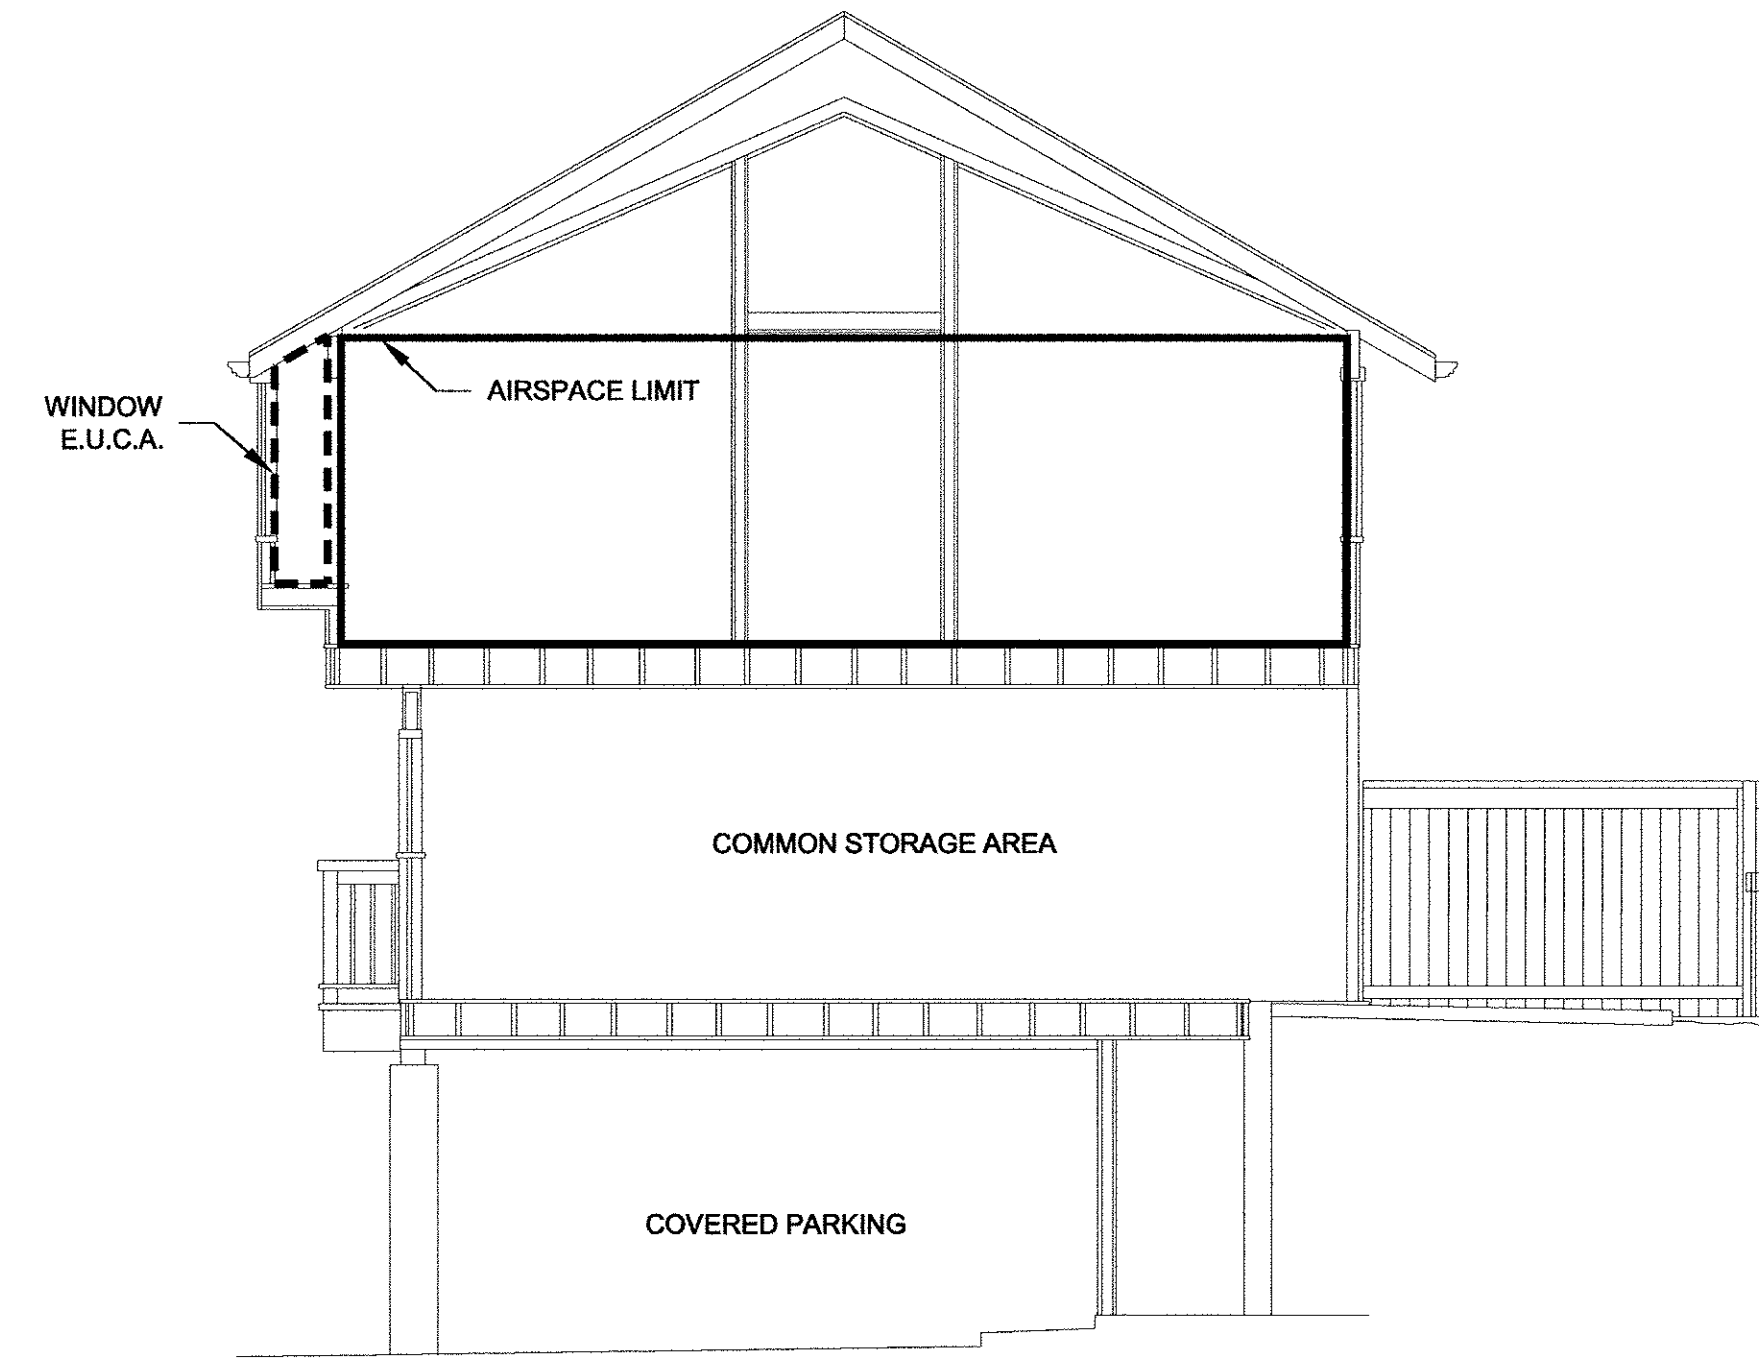 AIRSPACE LIMIT
WINDOW
E.U.C.A.
COMMON STORAGE AREA
COVERED PARKING